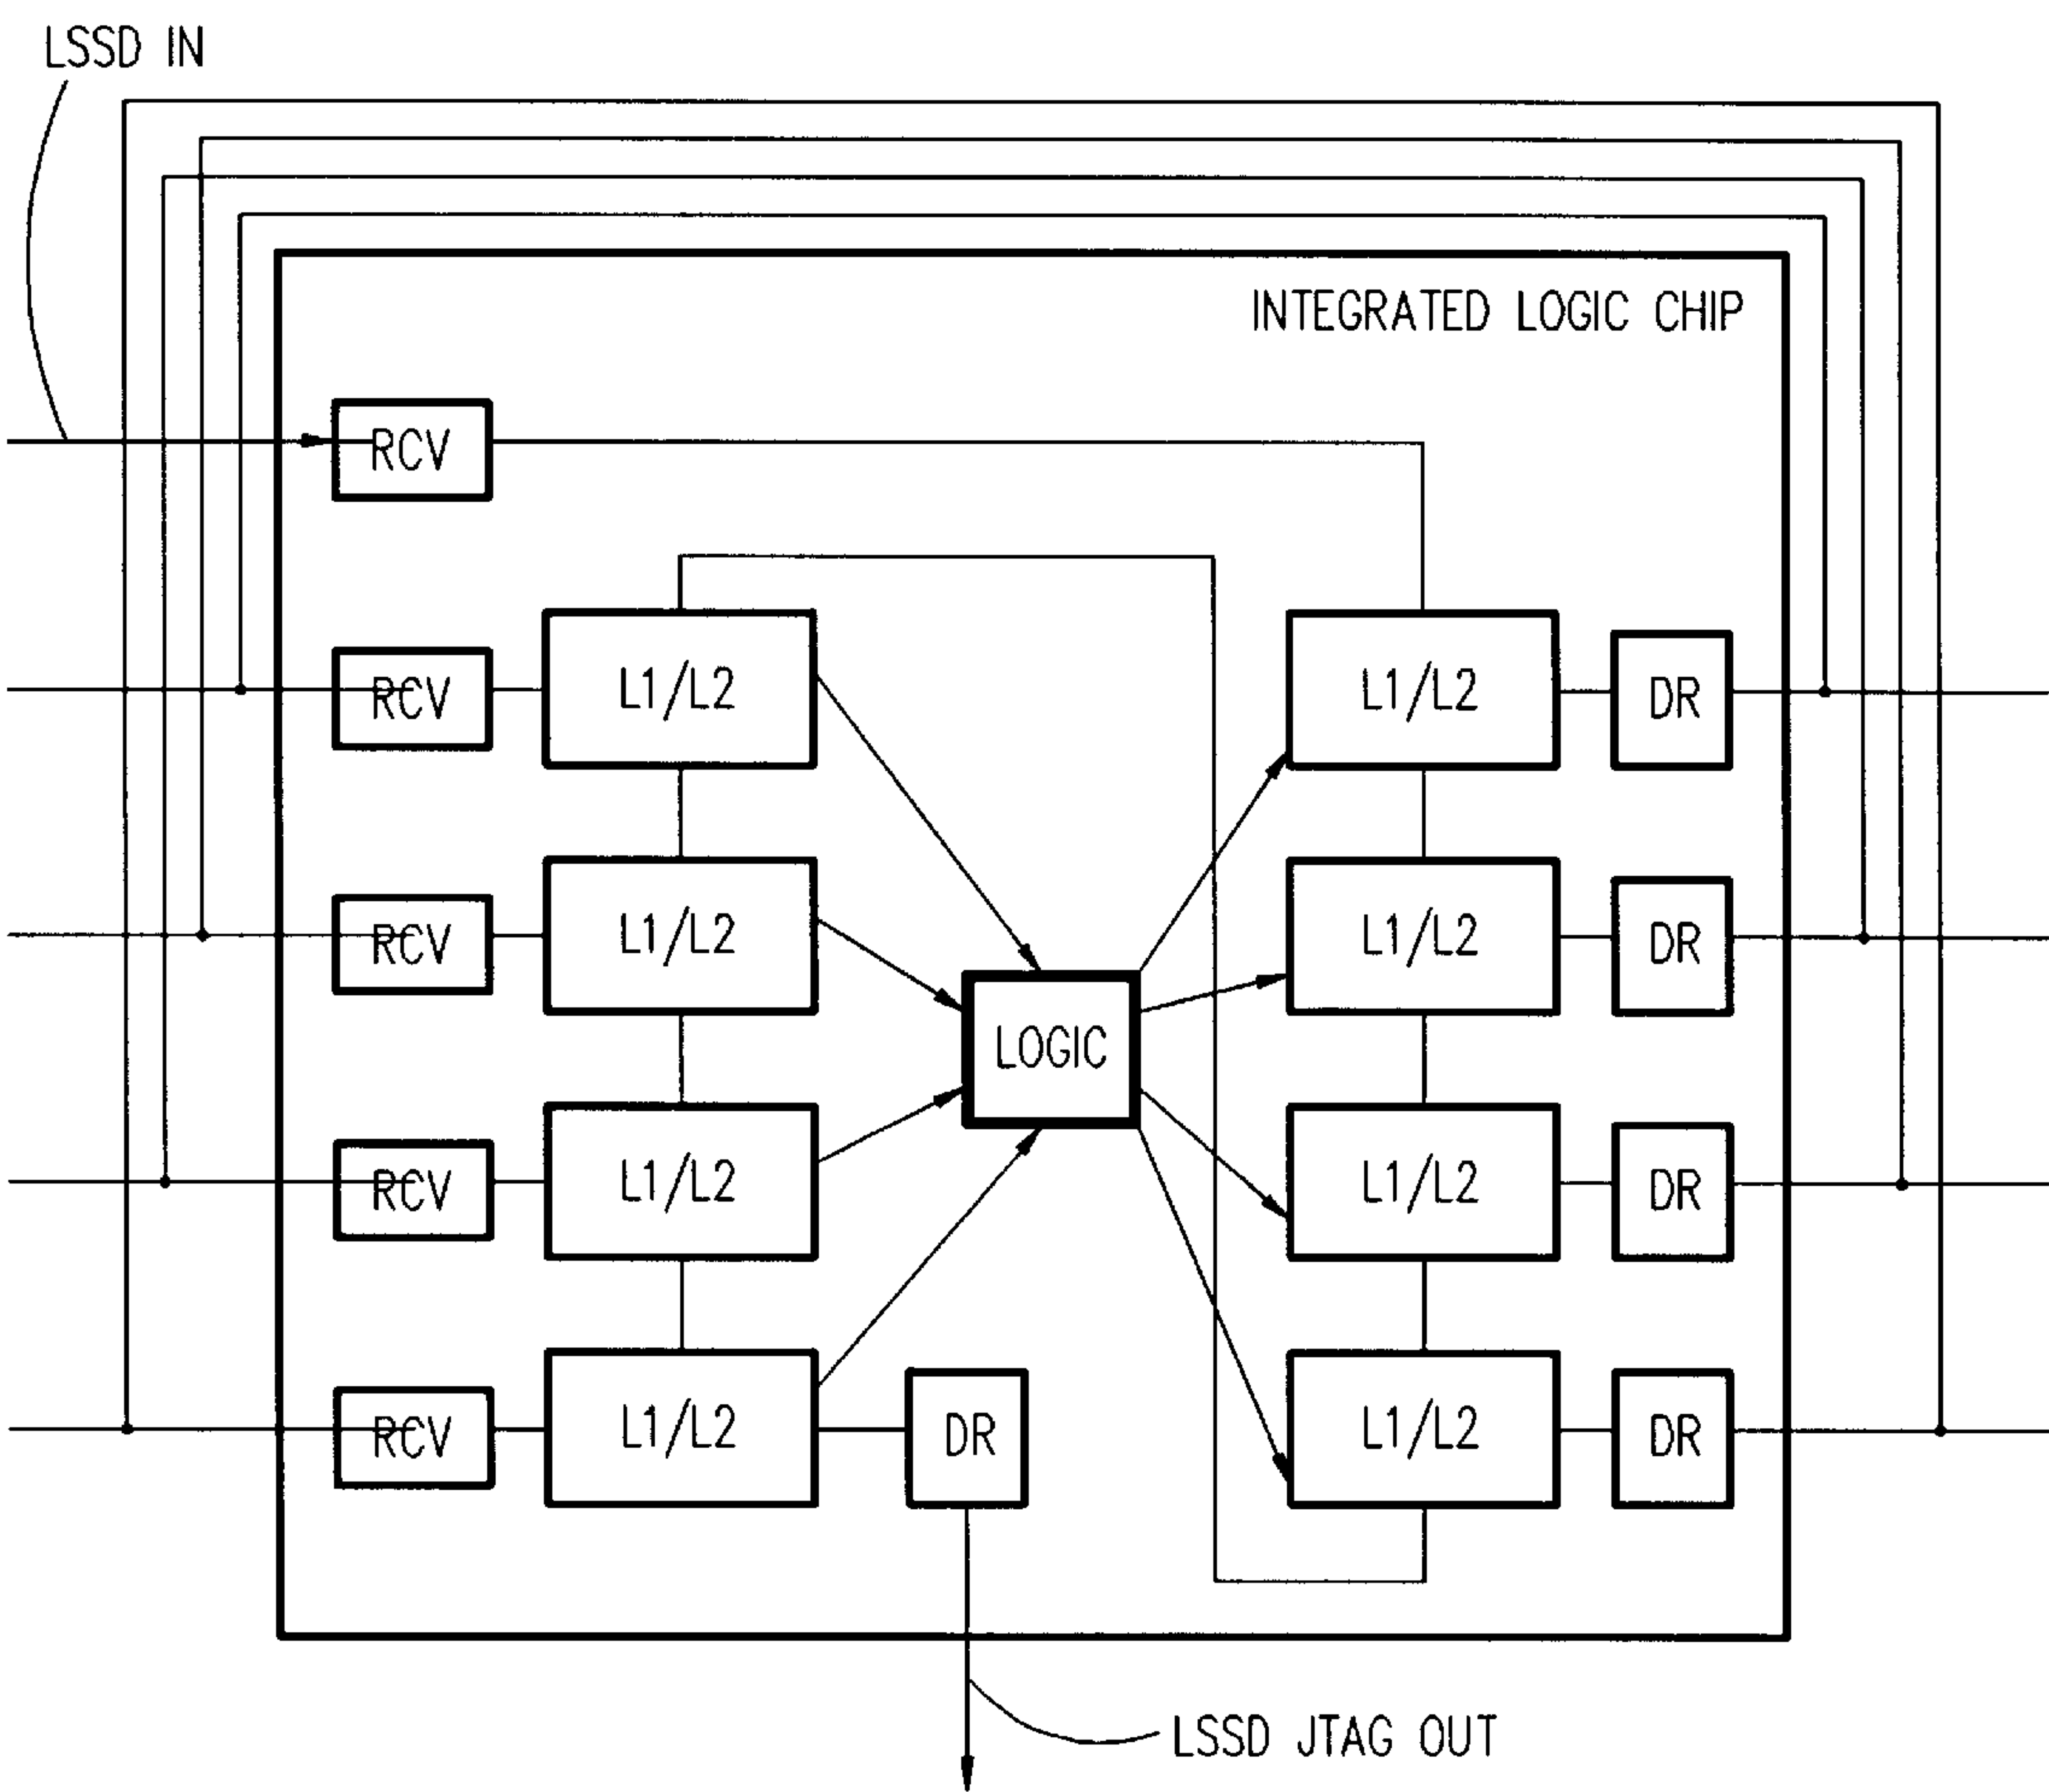 LSSD IN
INTEGRATED LOGIC CHIP
RCV
RCV
L1/L2
L1/L2
DR
RCV
L1/L2
L1/L2
DR
LOGIC
RCV
L1/L2
L1/L2
DR
RCV
L1/L2
DR
L1/L2
DR
LSSD JTAG OUT